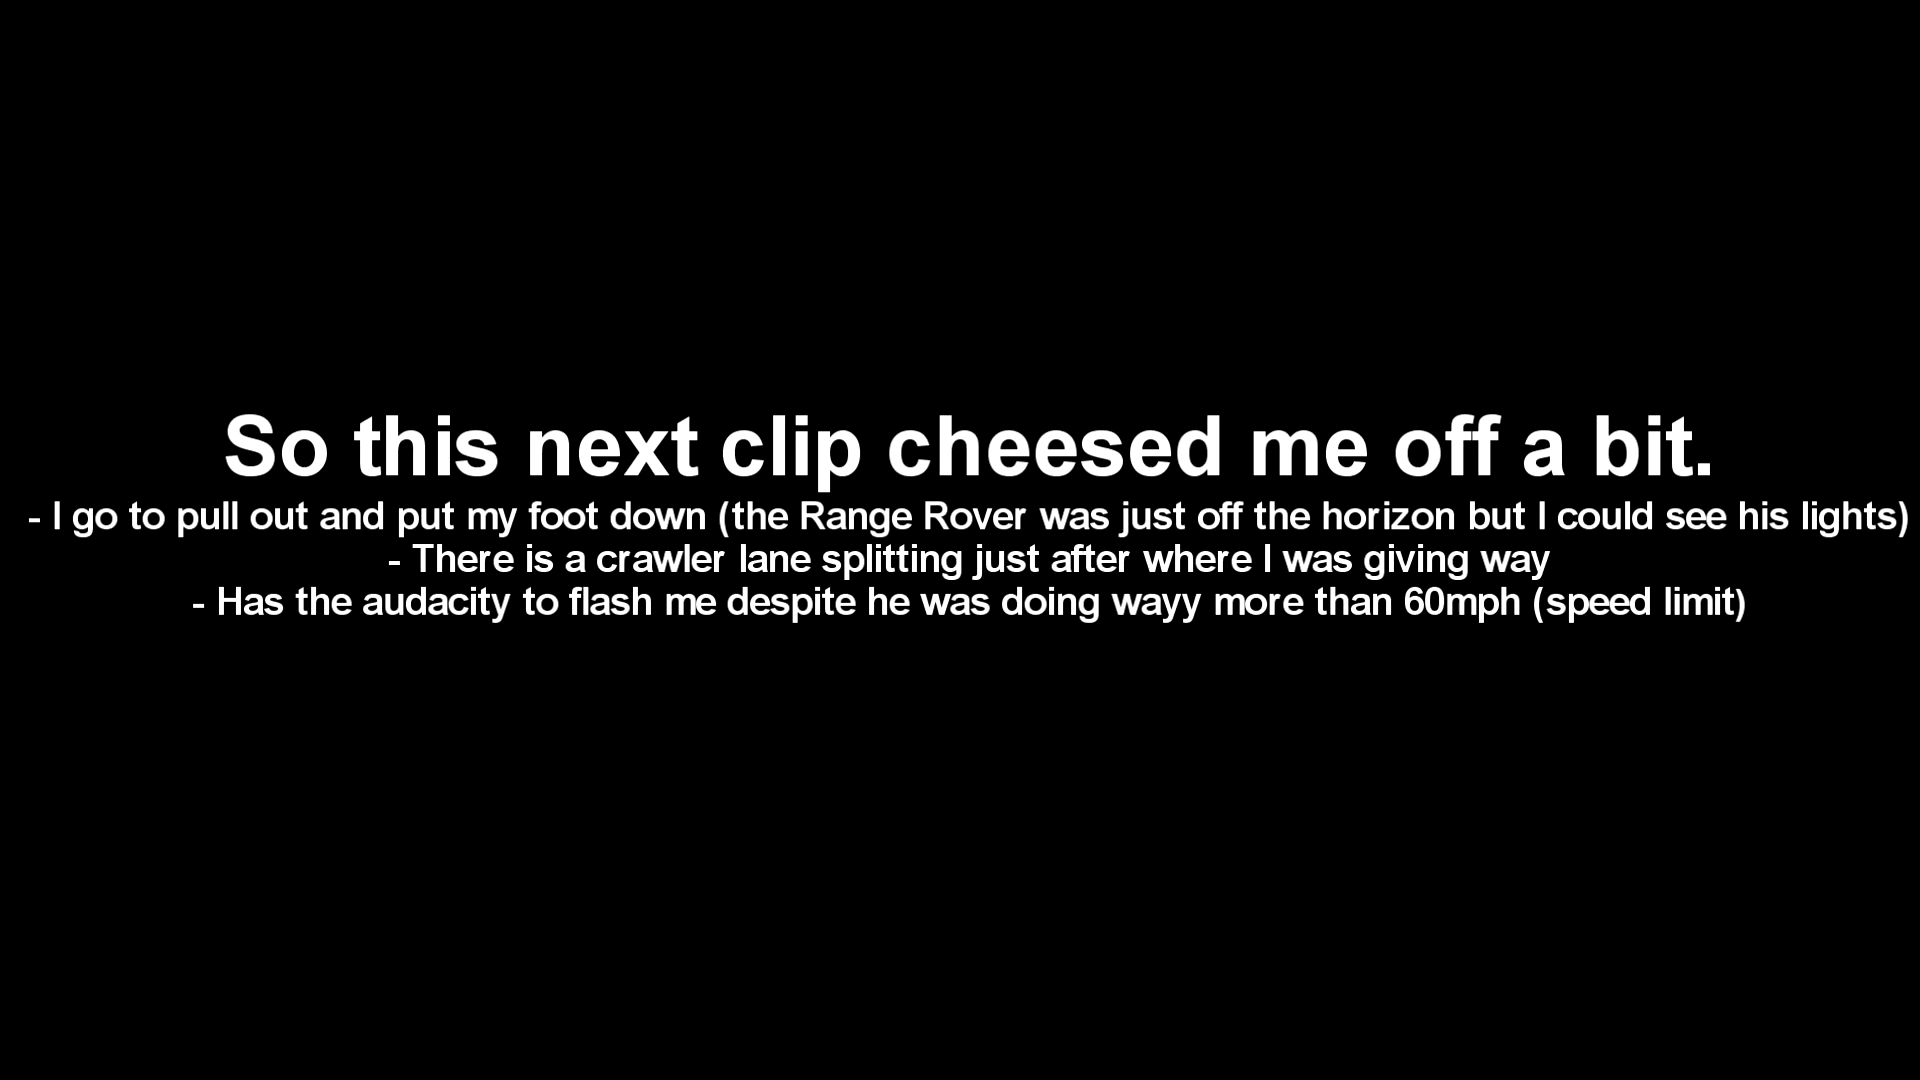 So this next clip cheesed me off a bit.
- I go to pull out and put my foot down (the Range Rover was just off the horizon but I could see his lights)
- There is a crawler lane splitting just after where I was giving way
- Has the audacity to flash me despite he was doing wayy more than 60mph (speed limit)